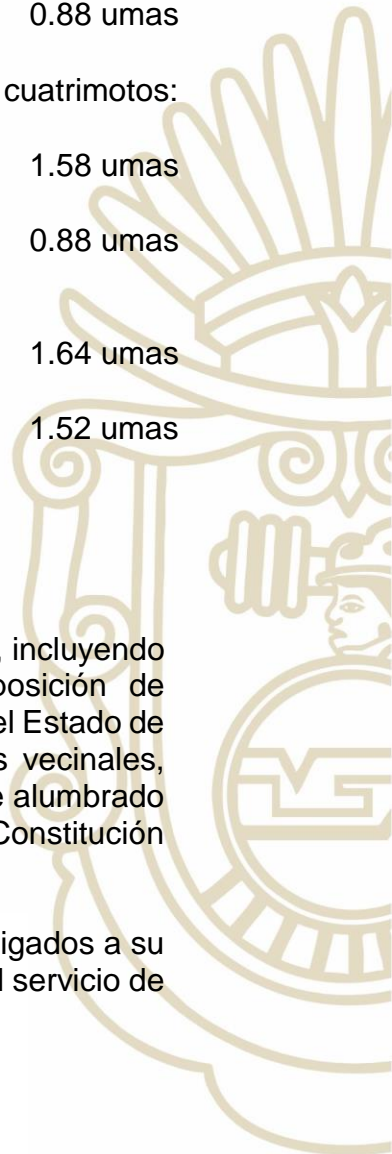 0.88 umas
cuatrimotos:
1.58 umas
0.88 umas
1.64 umas
1.52 umas
incluyendo
posición de
el Estado de
s vecinales,
e alumbrado
Constitución
igados a su
l servicio de